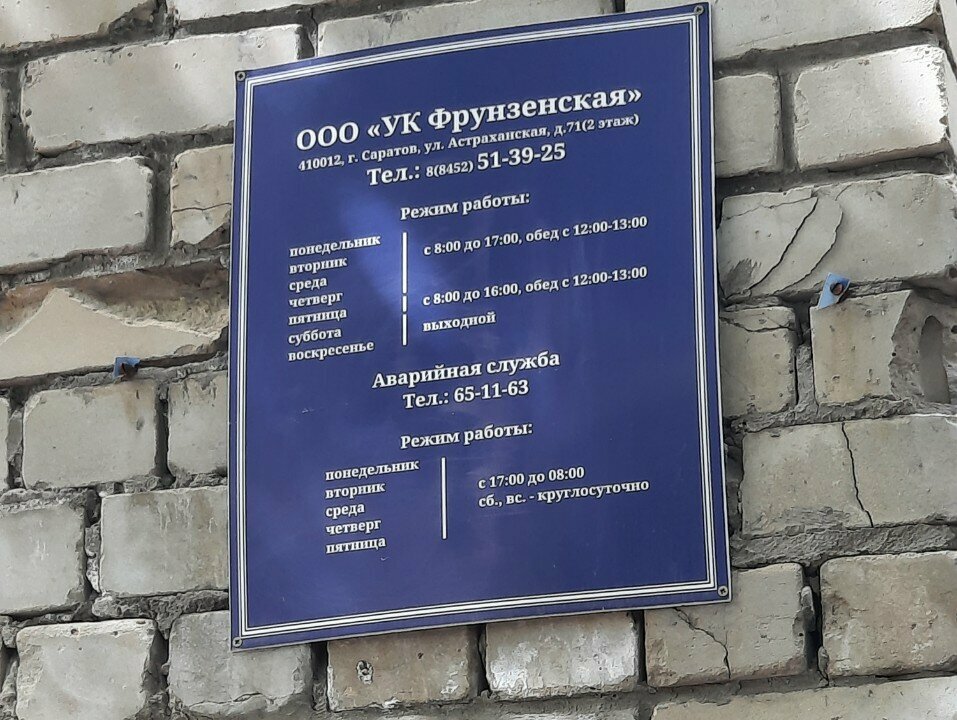 ООО «УК Фрунзенская»
410012, г. Саратов, ул. Астраханская, д.71(2 этаж)
Тел.: 8(8452) 51-39-25
Режим работы:
понедельник
вторник
среда
четверг
пятница
суббота
воскресенье
с 8:00 до 17:00, обед с 12:00-13:00
с 8:00 до 16:00, обед с 12:00-13:00
выходной
Аварийная служба
Тел.: 65-11-63
Режим работы:
понедельник
вторник
среда
четверг
пятница
с 17:00 до 08:00
сб., вс. - круглосуточно